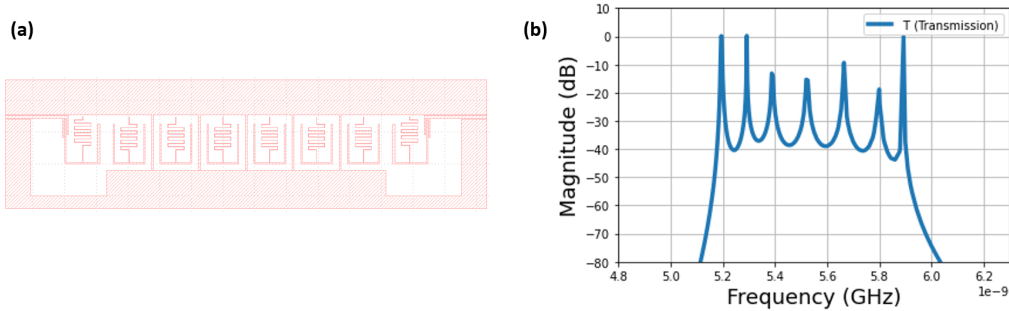 (a)
(b)
10
0
−10
−20
−30
−40
−50
−60
−70
−80
Magnitude (dB)
T (Transmission)
4.8 5.0 5.2 5.4 5.6 5.8 6.0 6.2
1e−9
Frequency (GHz)